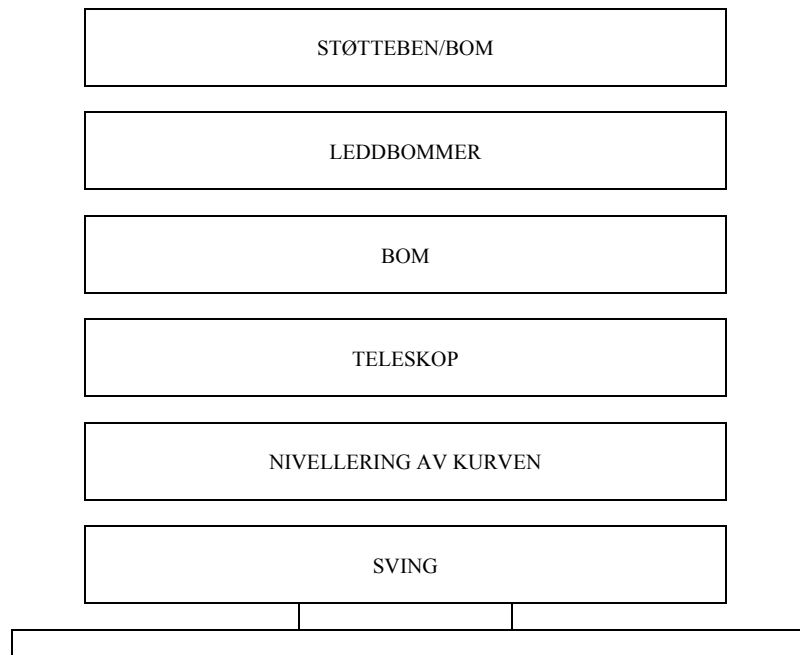 STØTTEBEN/BOM
LEDDBOMMER
BOM
TELESKOP
NIVELLERING AV KURVEN
SVING